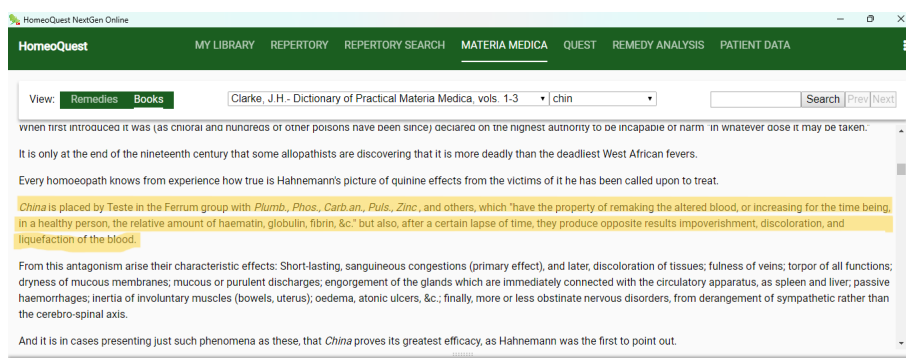 HomeoQuest NextGen Online
HomeoQuest MY LIBRARY REPERTORY REPERTORY SEARCH MATERIA MEDICA QUEST REMEDY ANALYSIS PATIENT DATA
View: Remedies Books Clarke, J.H.- Dictionary of Practical Materia Medica, vols. 1-3 chin Search Prev Next
When first introduced it was (as chloral and hundreds of other poisons have been since) declared on the highest authority to be incapable of harm "in whatever dose it may be taken."
It is only at the end of the nineteenth century that some allopathists are discovering that it is more deadly than the deadliest West African fevers.
Every homoeopath knows from experience how true is Hahnemann's picture of quinine effects from the victims of it he has been called upon to treat.
China is placed by Teste in the Ferrum group with Plumb., Phos., Carb.an., Puls., Zinc , and others, which "have the property of remaking the altered blood, or increasing for the time being,
in a healthy person, the relative amount of haematin, globulin, fibrin, &c." but also, after a certain lapse of time, they produce opposite results impoverishment, discoloration, and
liquefaction of the blood.
From this antagonism arise their characteristic effects: Short-lasting, sanguineous congestions (primary effect), and later, discoloration of tissues; fulness of veins; torpor of all functions;
dryness of mucous membranes; mucous or purulent discharges; engorgement of the glands which are immediately connected with the circulatory apparatus, as spleen and liver; passive
haemorrhages; inertia of involuntary muscles (bowels, uterus); oedema, atonic ulcers, &c.; finally, more or less obstinate nervous disorders, from derangement of sympathetic rather than
the cerebro-spinal axis.
And it is in cases presenting just such phenomena as these, that China proves its greatest efficacy, as Hahnemann was the first to point out.